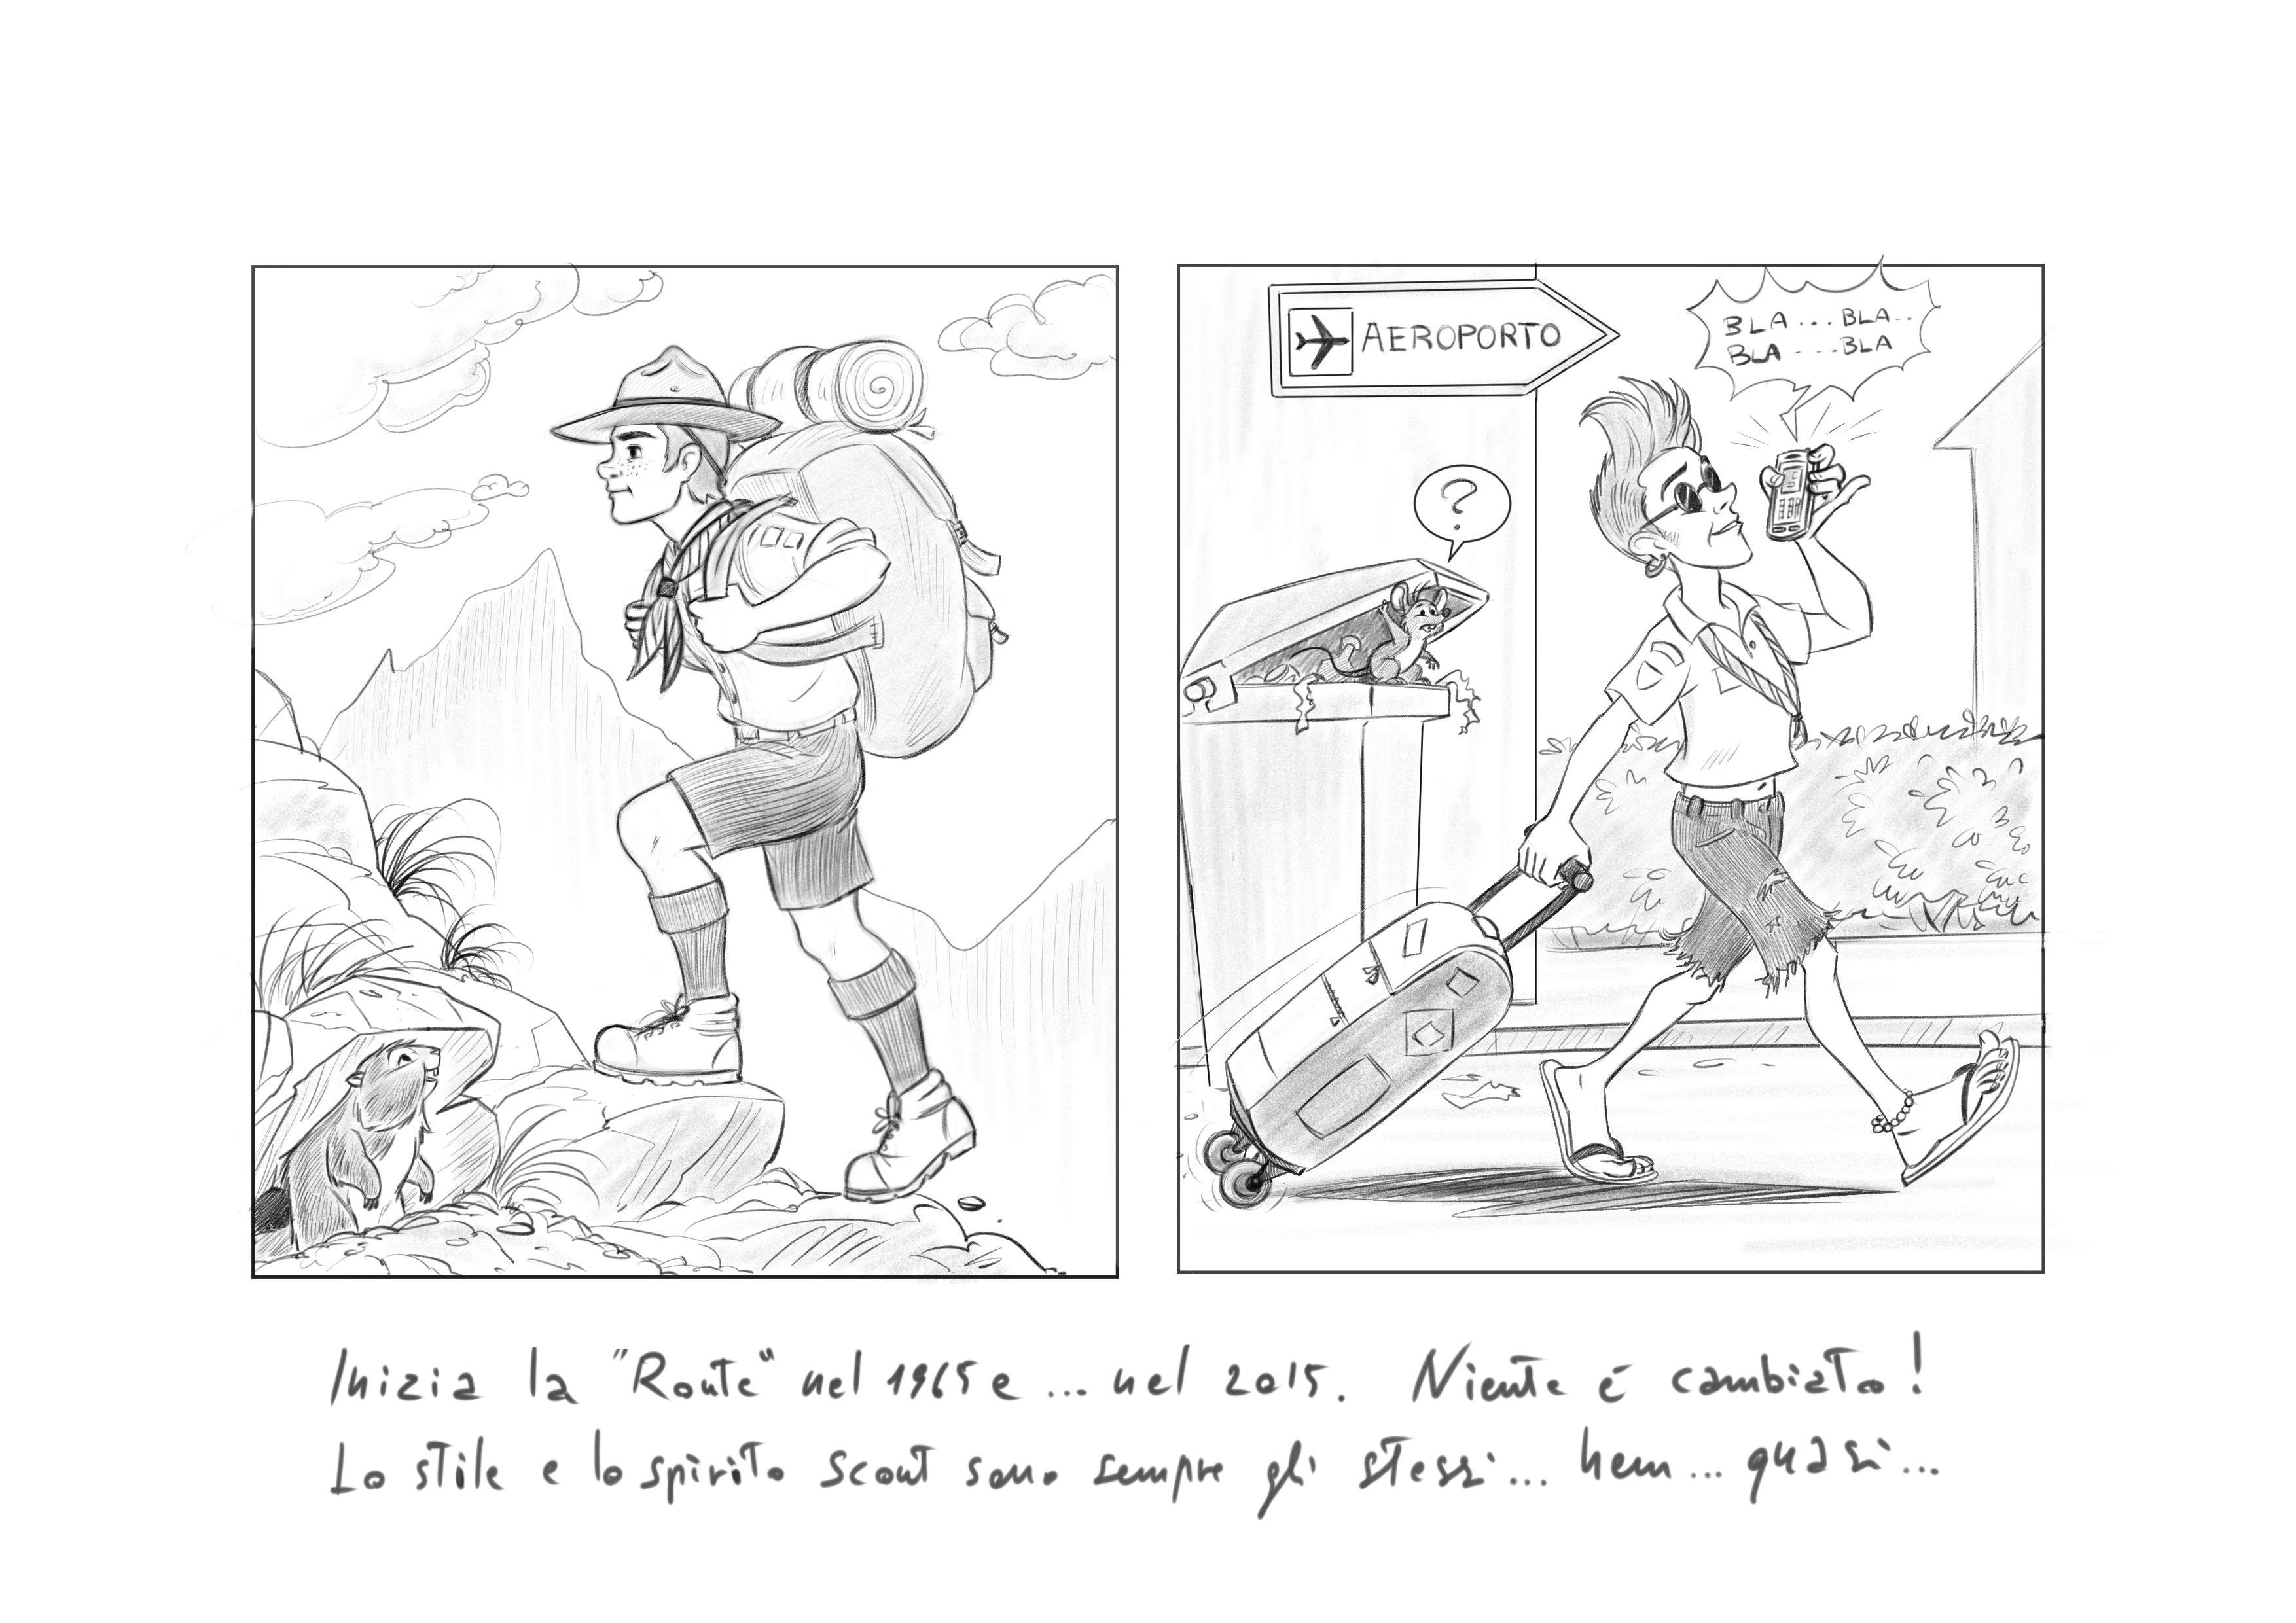 AEROPORTO
BLA...BLA..
BLA...BLA
?
Inizia la "Route" nel 1965 e ... nel 2015. Niente è cambiato!
Lo stile e lo spirito scout sono sempre gli stessi... hem... quasi...